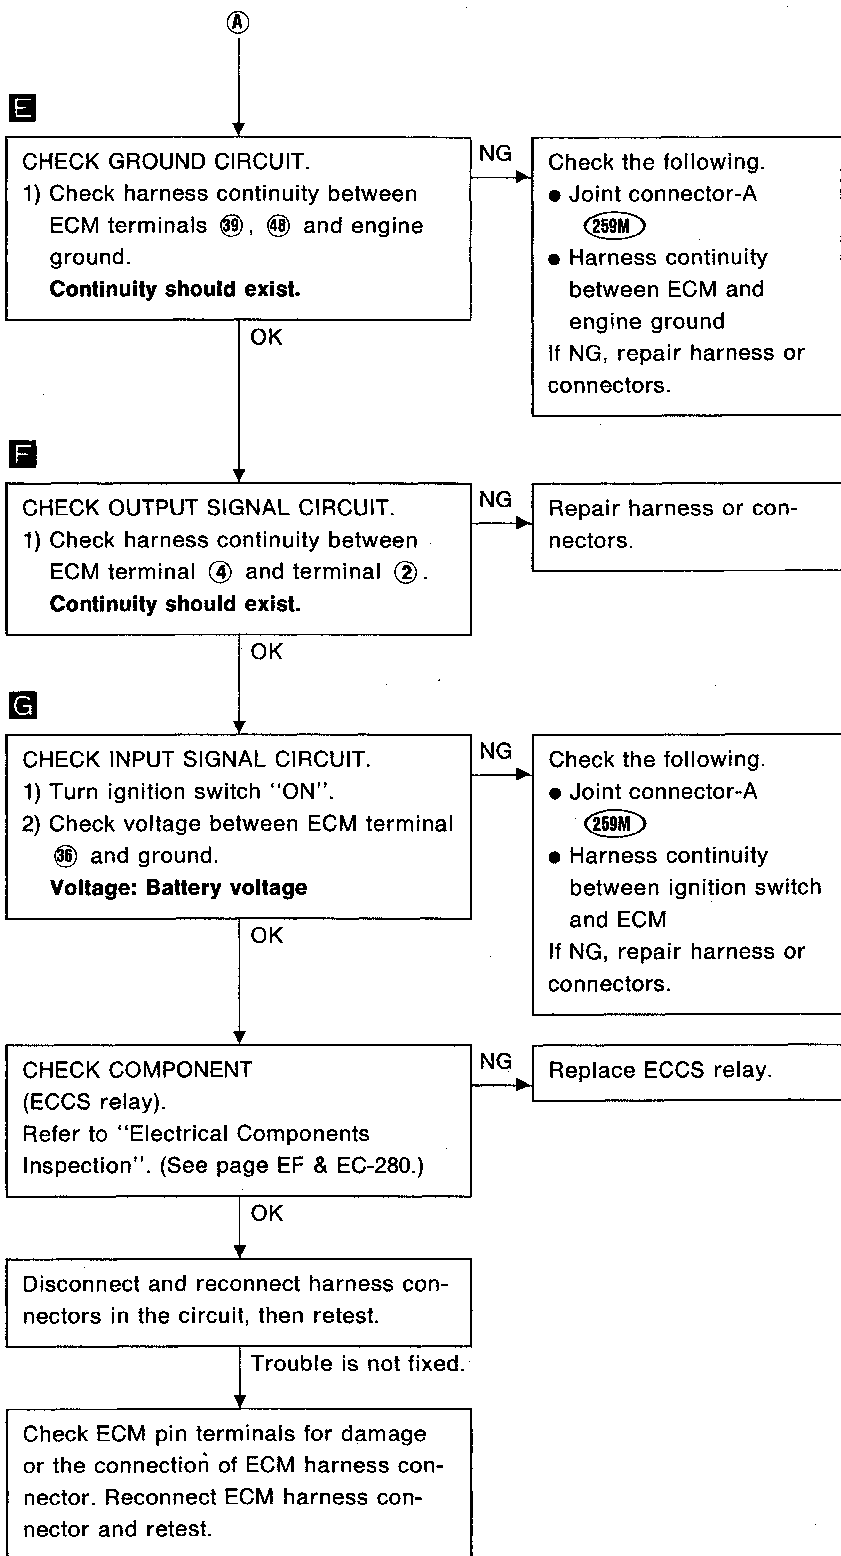 A
E
CHECK GROUND CIRCUIT.
1) Check harness continuity between
ECM terminals 39, 48 and engine
ground.
Continuity should exist.
NG
Check the following.
● Joint connector-A
259M
● Harness continuity
between ECM and
engine ground
If NG, repair harness or
connectors.
OK
F
CHECK OUTPUT SIGNAL CIRCUIT.
1) Check harness continuity between
ECM terminal 4 and terminal 2.
Continuity should exist.
NG
Repair harness or con-
nectors.
OK
G
CHECK INPUT SIGNAL CIRCUIT.
1) Turn ignition switch "ON".
2) Check voltage between ECM terminal
36 and ground.
Voltage: Battery voltage
NG
Check the following.
● Joint connector-A
259M
● Harness continuity
between ignition switch
and ECM
If NG, repair harness or
connectors.
OK
CHECK COMPONENT
(ECCS relay).
Refer to "Electrical Components
Inspection". (See page EF & EC-280.)
NG
Replace ECCS relay.
OK
Disconnect and reconnect harness con-
nectors in the circuit, then retest.
Trouble is not fixed.
Check ECM pin terminals for damage
or the connection of ECM harness con-
nector. Reconnect ECM harness con-
nector and retest.